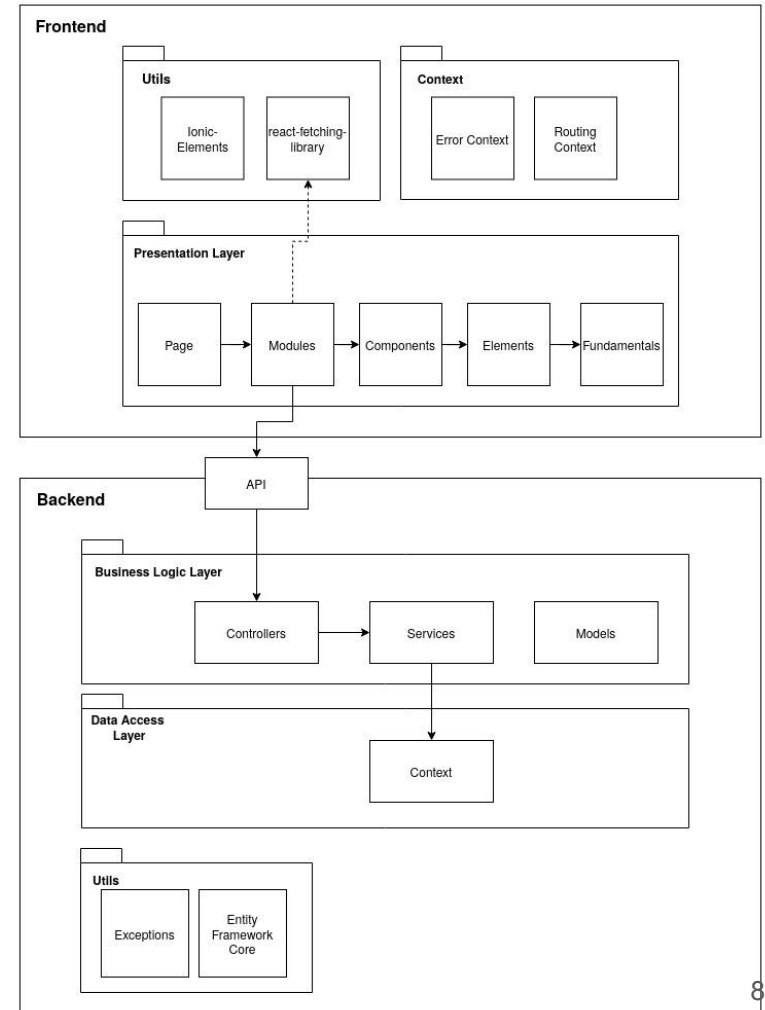 Frontend
Utils
Ionic-
Elements
react-fetching-
library
Context
Error Context
Routing
Context
Presentation Layer
Page
Modules
Components
Elements
Fundamentals
API
Backend
Business Logic Layer
Controllers
Services
Models
Data Access
Layer
Context
Utils
Exceptions
Entity
Framework
Core
8